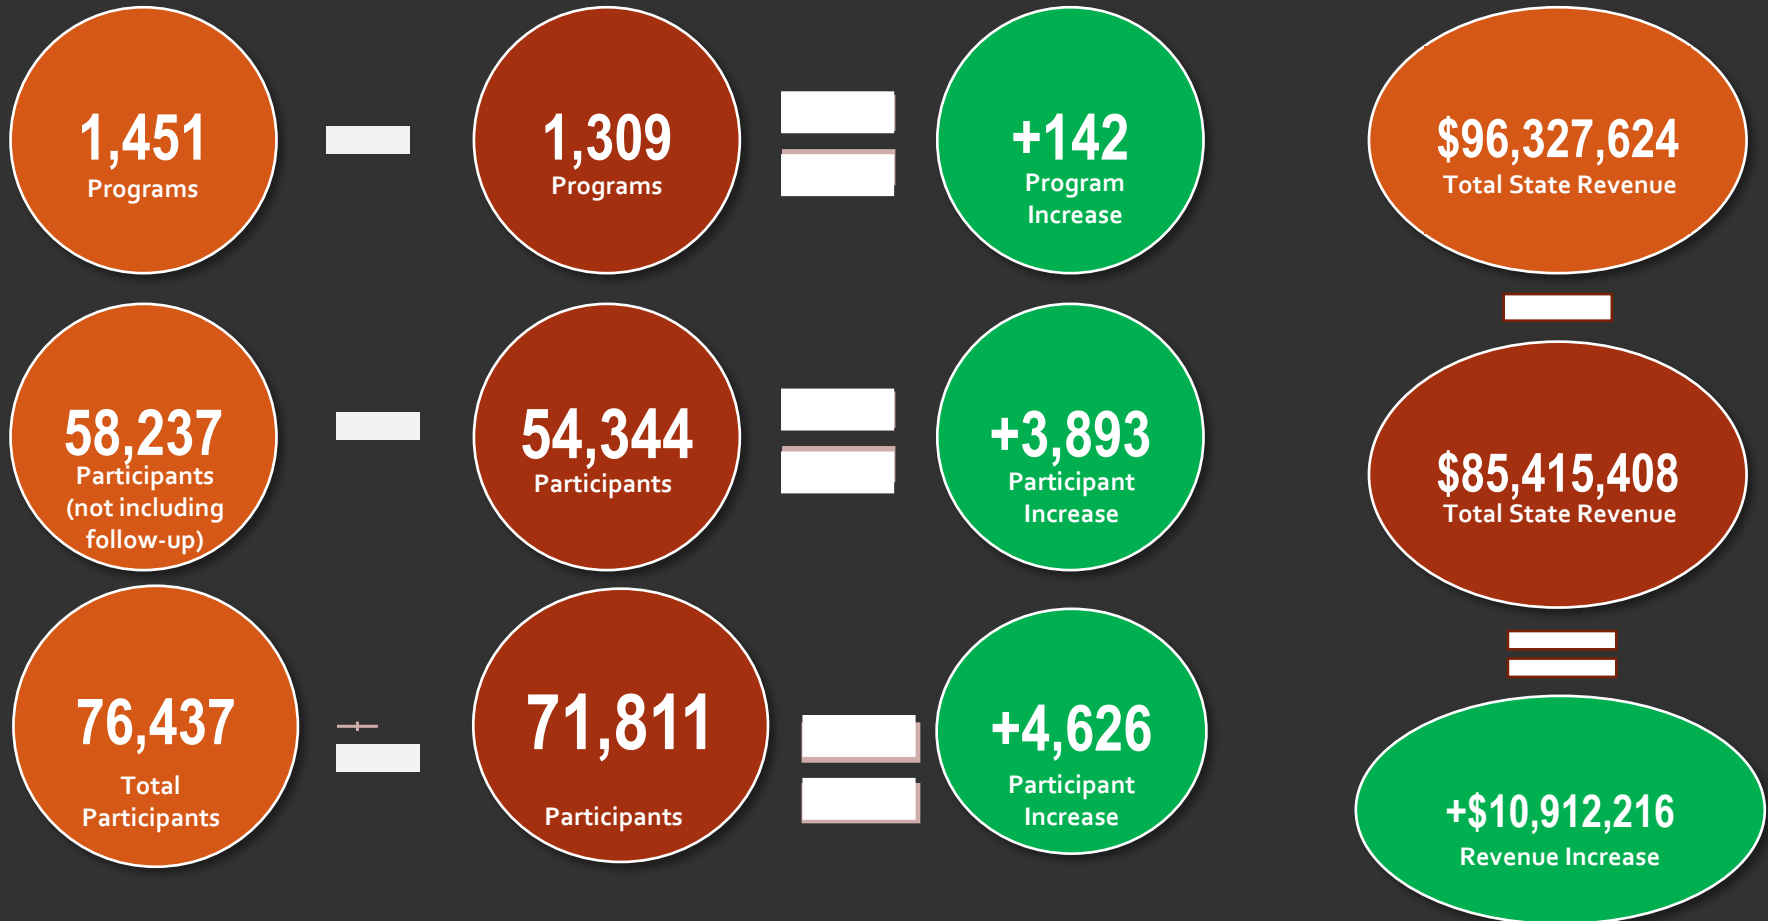 1,451
Programs
1,309
Programs
+142
Program
Increase
58,237
Participants
(not including
follow-up)
54,344
Participants
+3,893
Participant
Increase
76,437
Total
Participants
71,811
Participants
+4,626
Participant
Increase
$96,327,624
Total State Revenue
$85,415,408
Total State Revenue
+$10,912,216
Revenue Increase